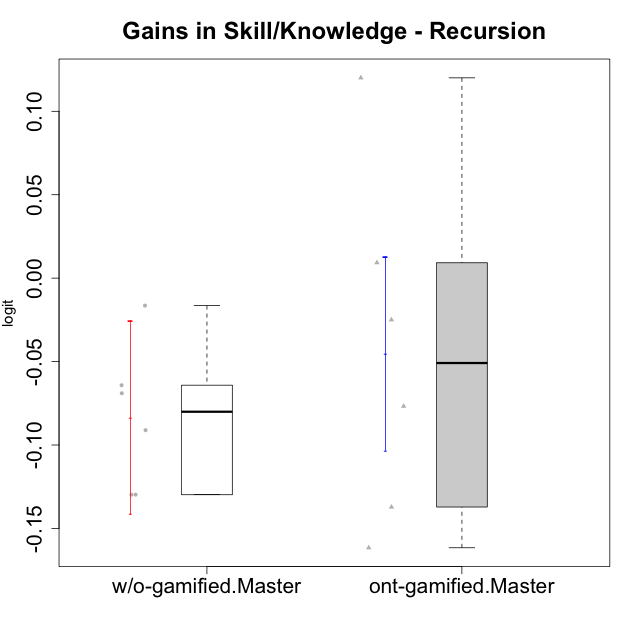 Gains in Skill/Knowledge - Recursion
logit
0.10
0.05
0.00
-0.05
-0.10
-0.15
w/o-gamified.Master ont-gamified.Master